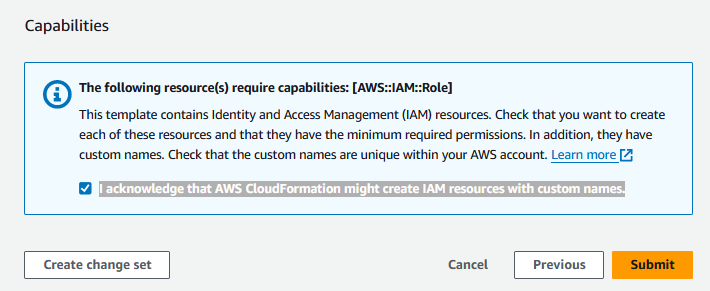 Capabilities
The following resource(s) require capabilities: [AWS::IAM::Role]
This template contains Identity and Access Management (IAM) resources. Check that you want to create
each of these resources and that they have the minimum required permissions. In addition, they have
custom names. Check that the custom names are unique within your AWS account. Learn more
I acknowledge that AWS CloudFormation might create IAM resources with custom names.
Create change set Cancel Previous Submit